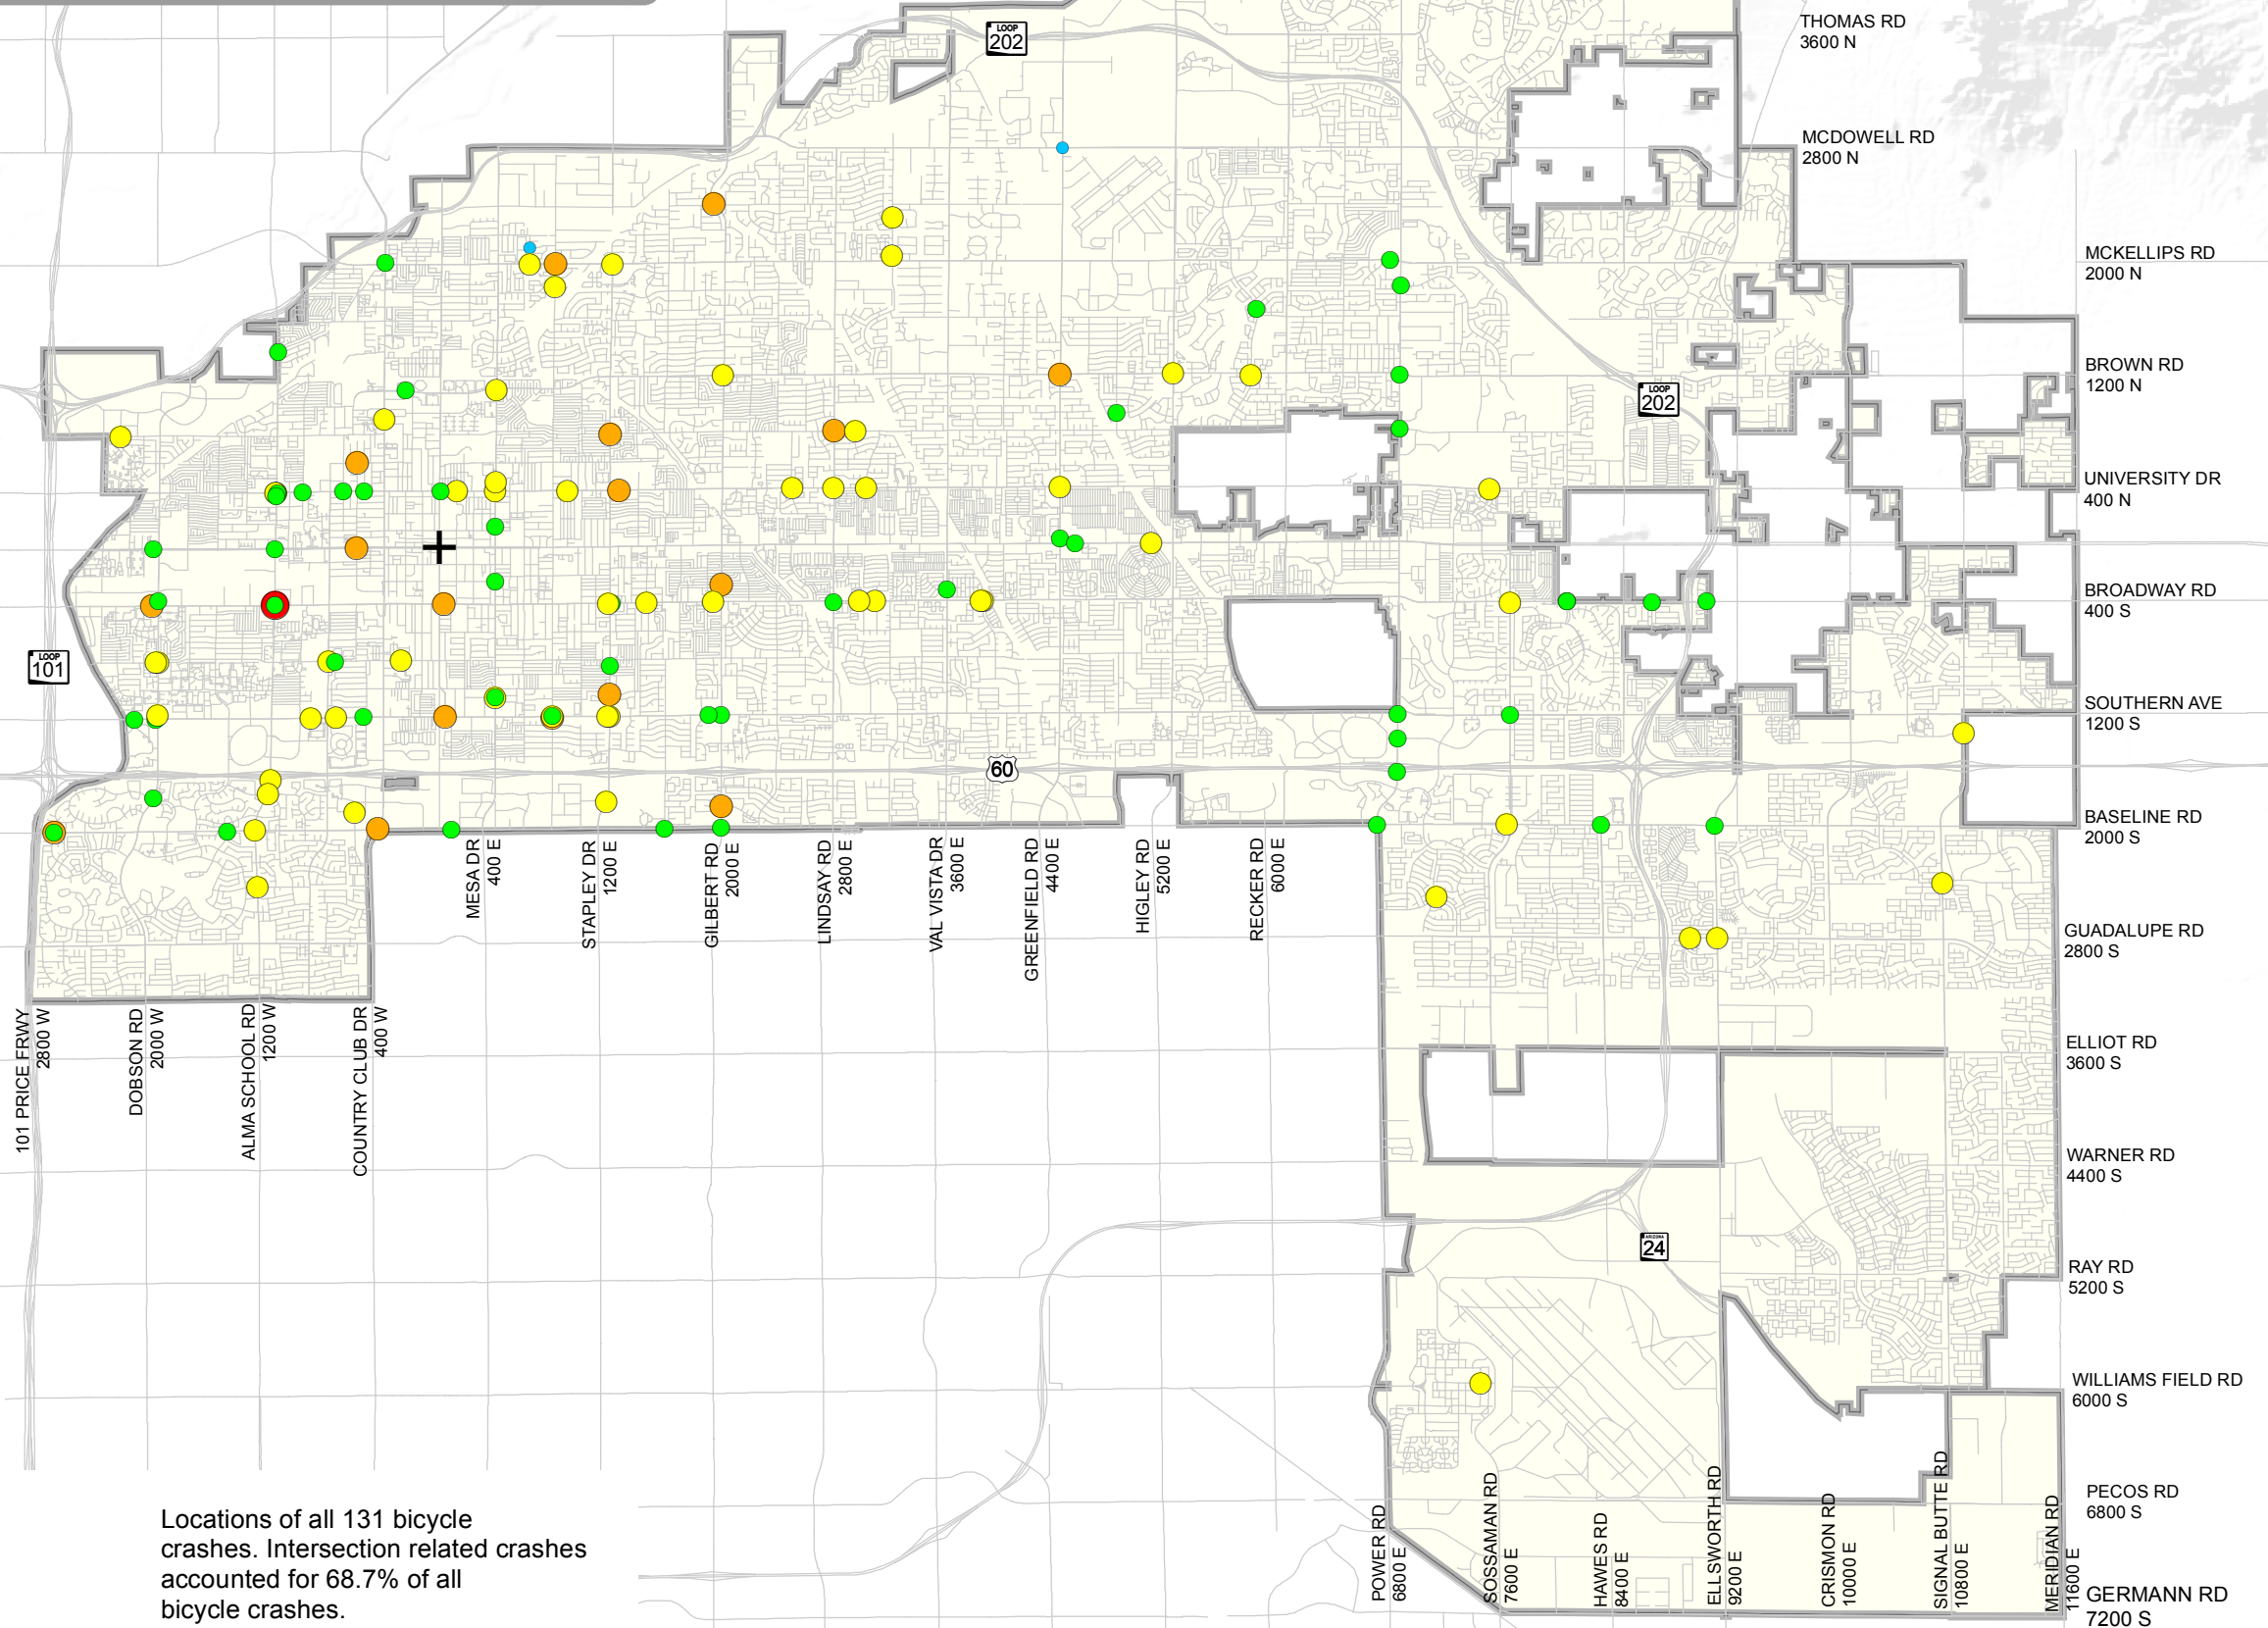 LOOP
202
THOMAS RD
3600 N
MCDOWELL RD
2800 N
MCKELLIPS RD
2000 N
BROWN RD
1200 N
LOOP
202
UNIVERSITY DR
400 N
BROADWAY RD
400 S
LOOP
101
SOUTHERN AVE
1200 S
60
BASELINE RD
2000 S
MESA DR
400 E
STAPLEY DR
1200 E
GILBERT RD
2000 E
LINDSAY RD
2800 E
VAL VISTA DR
3600 E
GREENFIELD RD
4400 E
HIGLEY RD
5200 E
RECKER RD
6000 E
GUADALUPE RD
2800 S
101 PRICE FRWY
2800 W
DOBSON RD
2000 W
ALMA SCHOOL RD
1200 W
COUNTRY CLUB DR
400 W
ELLIOT RD
3600 S
WARNER RD
4400 S
ARIZONA
24
RAY RD
5200 S
WILLIAMS FIELD RD
6000 S
PECOS RD
6800 S
POWER RD
6800 E
SOSSAMAN RD
7600 E
HAWES RD
8400 E
ELLSWORTH RD
9200 E
CRISMON RD
10000 E
SIGNAL BUTTE RD
10800 E
MERIDIAN RD
11600 E
GERMANN RD
7200 S
Locations of all 131 bicycle
crashes. Intersection related crashes
accounted for 68.7% of all
bicycle crashes.